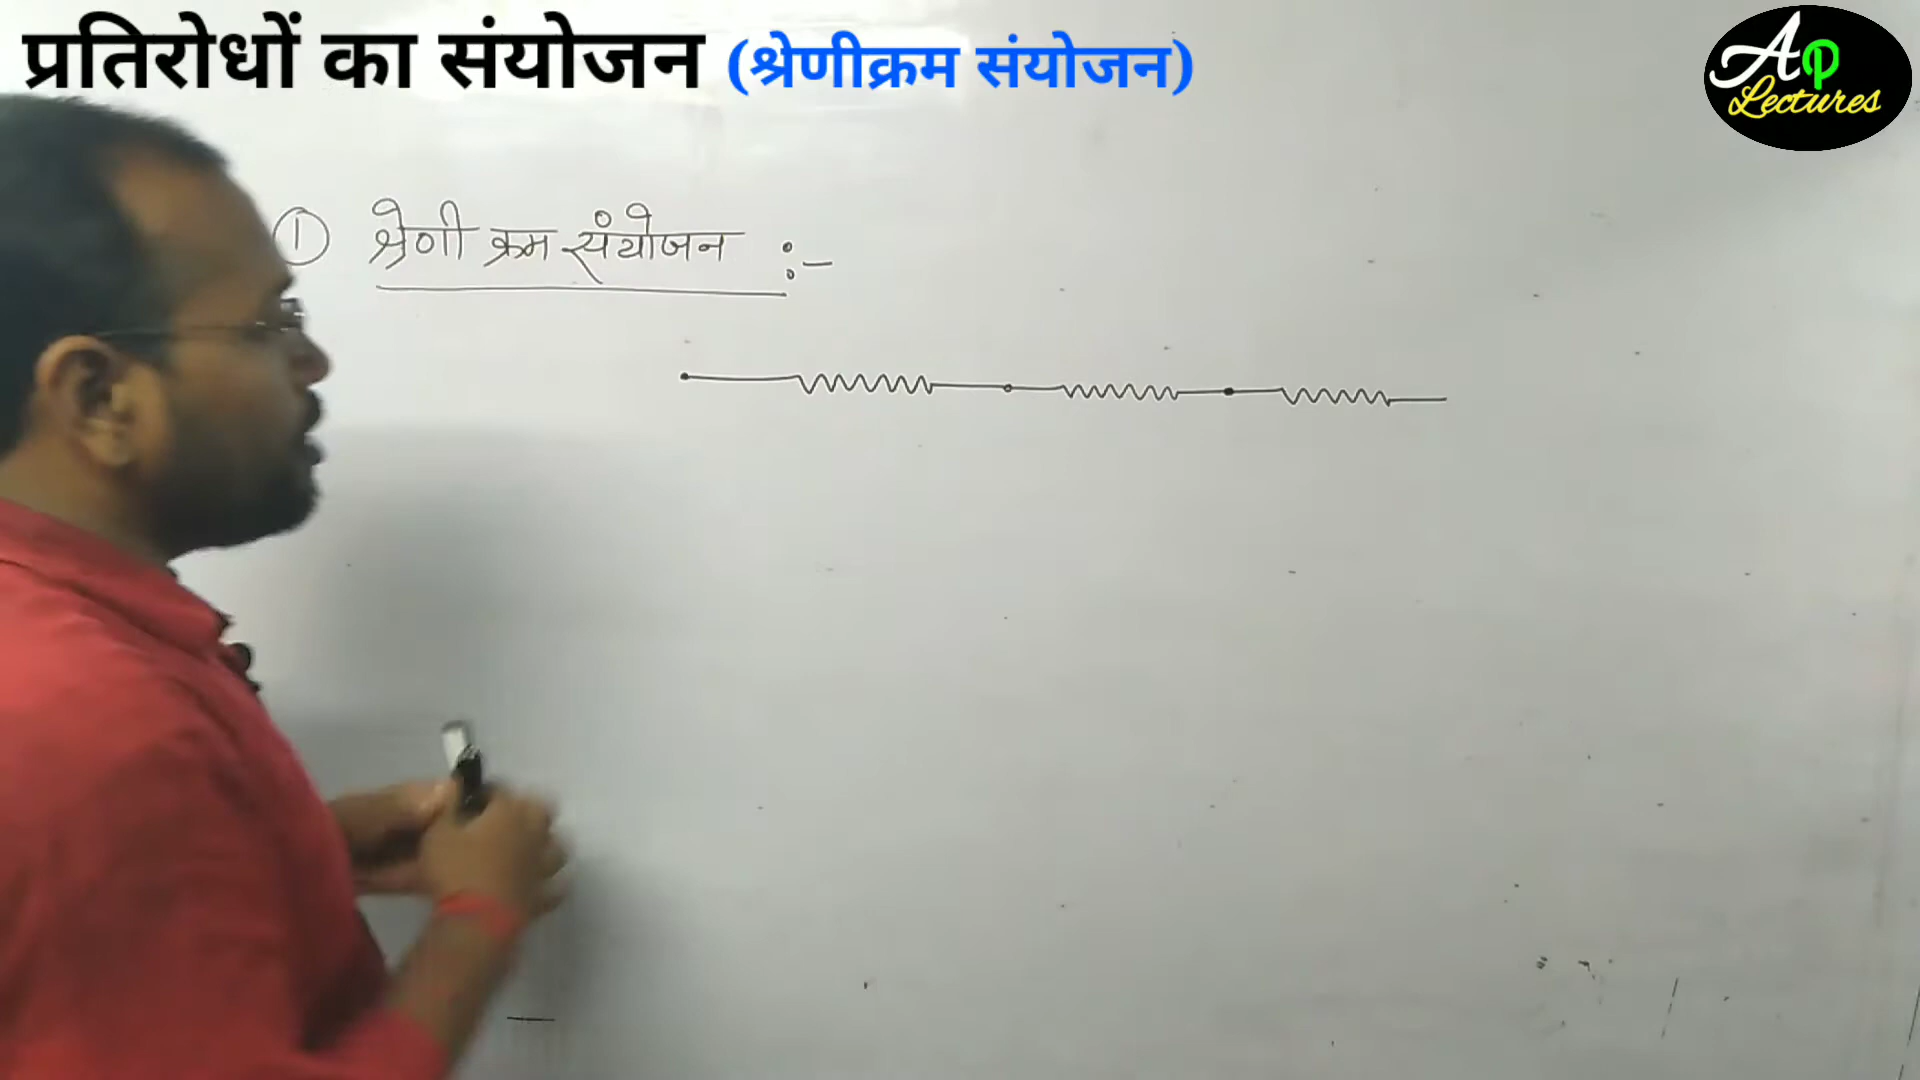 प्रतिरोधों का संयोजन (श्रेणीक्रम संयोजन)
Ap
Lectures
① श्रेणी क्रम संयोजन :-